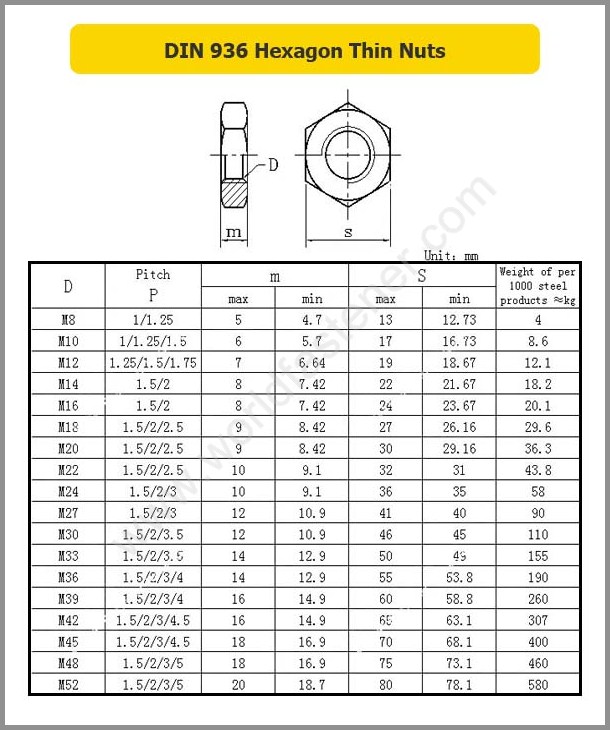 DIN 936 Hexagon Thin Nuts
D
m
s
Unit: mm
D Pitch P m S Weight of per 1000 steel products ≈kg
max min max min
M8 1/1.25 5 4.7 13 12.73 4
M10 1/1.25/1.5 6 5.7 17 16.73 8.6
M12 1.25/1.5/1.75 7 6.64 19 18.67 12.1
M14 1.5/2 8 7.42 22 21.67 18.2
M16 1.5/2 8 7.42 24 23.67 20.1
M18 1.5/2/2.5 9 8.42 27 26.16 29.6
M20 1.5/2/2.5 9 8.42 30 29.16 36.3
M22 1.5/2/2.5 10 9.1 32 31 43.8
M24 1.5/2/3 10 9.1 36 35 58
M27 1.5/2/3 12 10.9 41 40 90
M30 1.5/2/3.5 12 10.9 46 45 110
M33 1.5/2/3.5 14 12.9 50 49 155
M36 1.5/2/3/4 14 12.9 55 53.8 190
M39 1.5/2/3/4 16 14.9 60 58.8 260
M42 1.5/2/3/4.5 16 14.9 65 63.1 307
M45 1.5/2/3/4.5 18 16.9 70 68.1 400
M48 1.5/2/3/5 18 16.9 75 73.1 460
M52 1.5/2/3/5 20 18.7 80 78.1 580
www.worldfastener.com